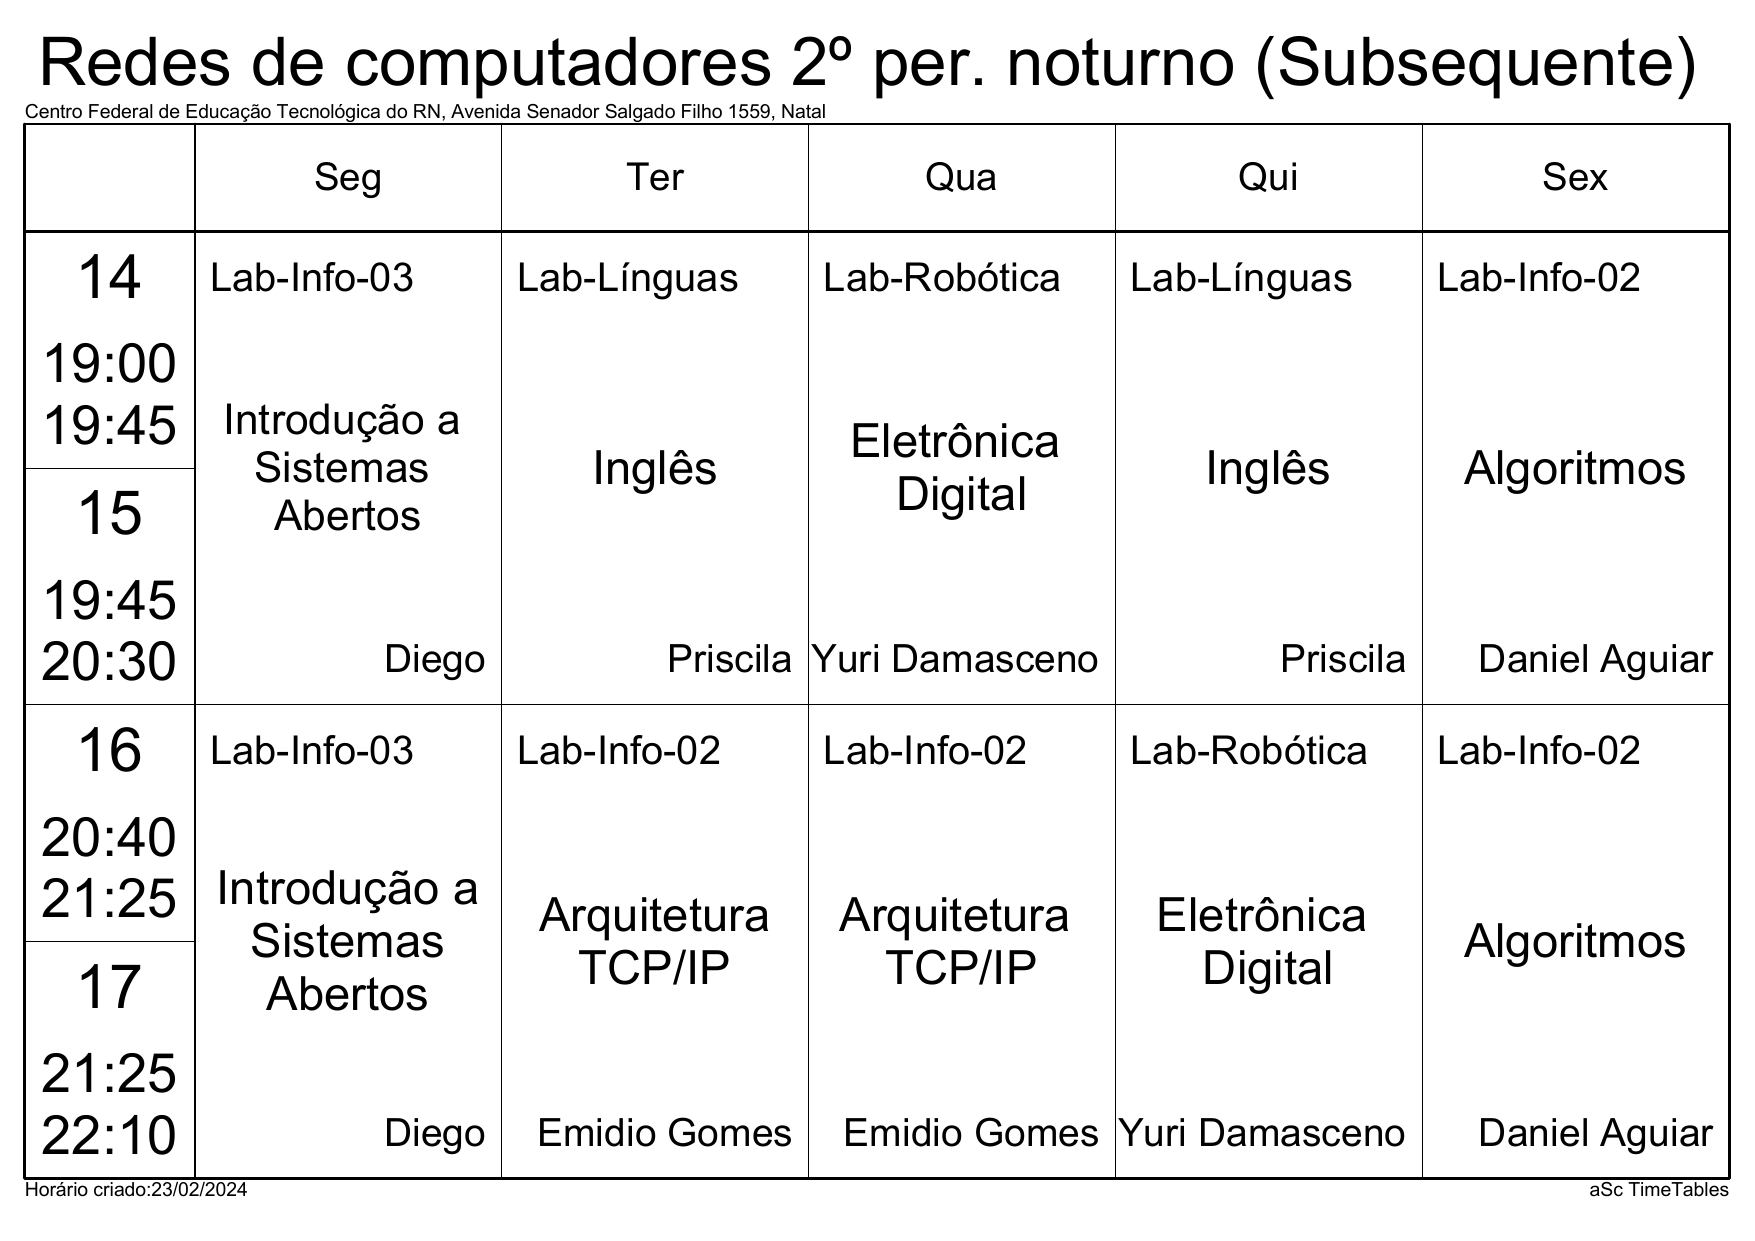 Redes de computadores 2º per. noturno (Subsequente)
Centro Federal de Educação Tecnológica do RN, Avenida Senador Salgado Filho 1559, Natal
Seg Ter Qua Qui Sex
14
19:00
19:45
15
19:45
20:30
Lab-Info-03
Introdução a
Sistemas
Abertos
Diego
Lab-Línguas
Inglês
Priscila
Lab-Robótica
Eletrônica
Digital
Yuri Damasceno
Lab-Línguas
Inglês
Priscila
Lab-Info-02
Algoritmos
Daniel Aguiar
16
20:40
21:25
17
21:25
22:10
Lab-Info-03
Introdução a
Sistemas
Abertos
Diego
Lab-Info-02
Arquitetura
TCP/IP
Emidio Gomes
Lab-Info-02
Arquitetura
TCP/IP
Emidio Gomes
Lab-Robótica
Eletrônica
Digital
Yuri Damasceno
Lab-Info-02
Algoritmos
Daniel Aguiar
Horário criado:23/02/2024
aSc TimeTables